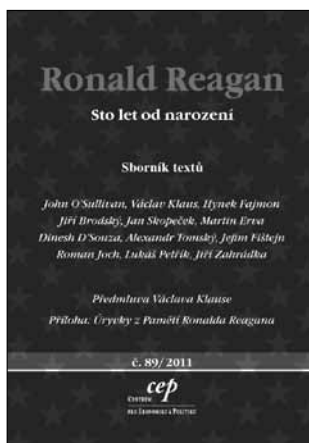 Ronald Reagan
Sto let od narození
Sborník textů
John O'Sullivan, Václav Klaus, Hynek Fajmon
Jiří Brodský, Jan Skopeček, Martin Erva
Dinesh D'Souza, Alexandr Tomský, Jefim Fištejn
Roman Joch, Lukáš Petřík, Jiří Zahrádka
Předmluva Václava Klause
Příloha: Úryvky z Pamětí Ronalda Reagana
č. 89/2011
cep
Centrum
pro ekonomiku a politiku